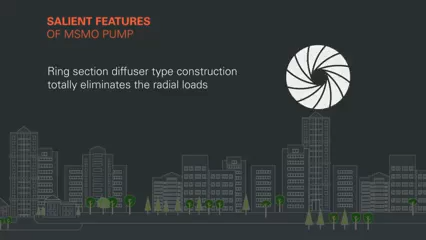 SALIENT FEATURES
OF MSMO PUMP
Ring section diffuser type construction
totally eliminates the radial loads